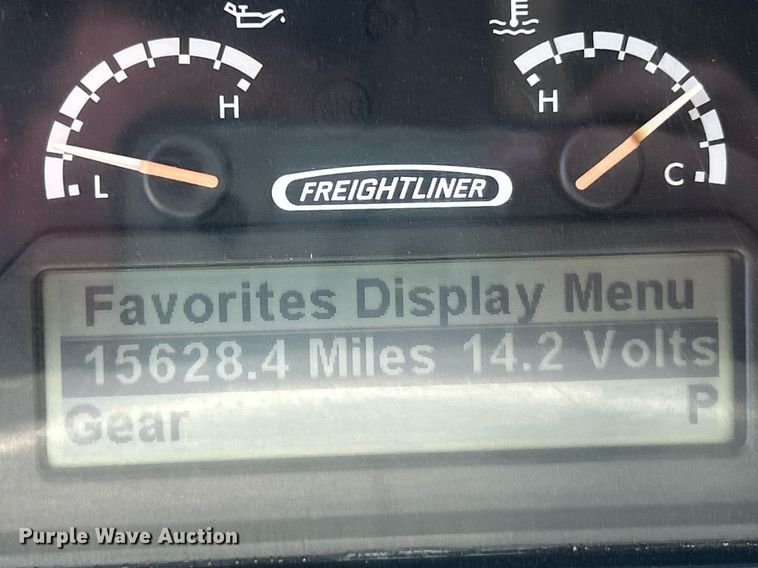 H
H
L
FREIGHTLINER
C
Favorites Display Menu
15628.4 Miles 14.2 Volts
Gear P
Purple Wave Auction